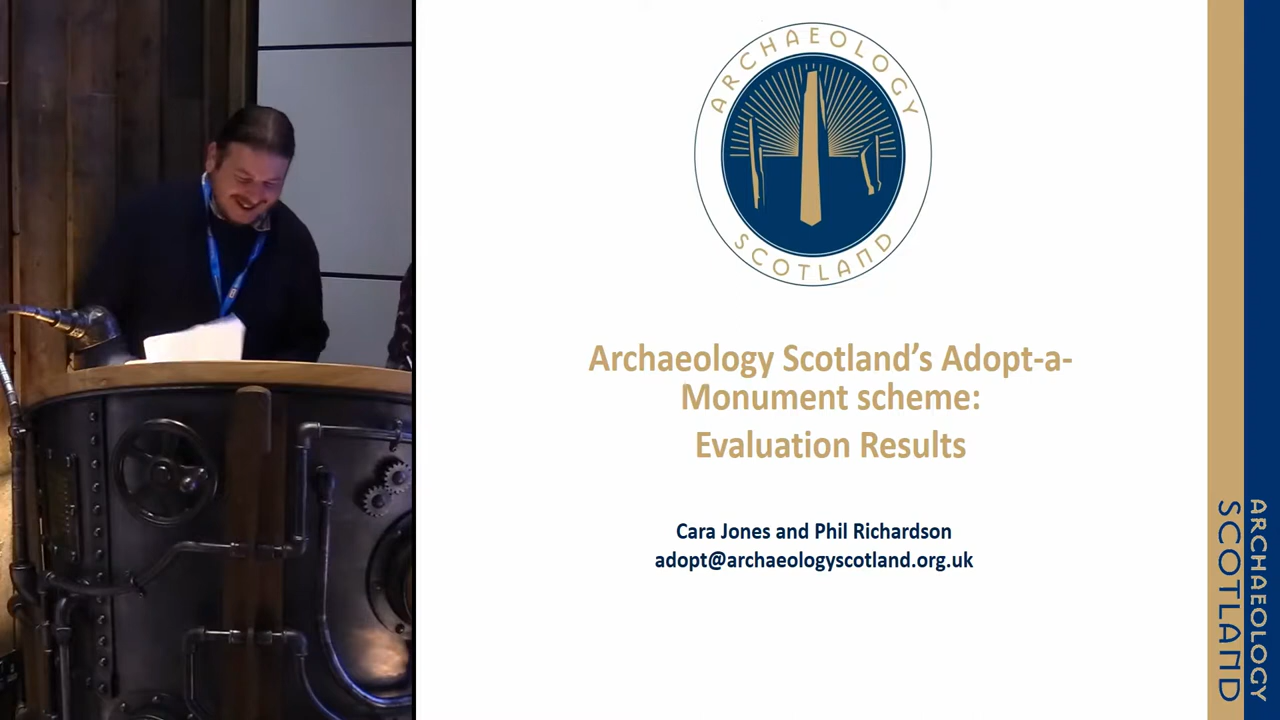 ARCHAEOLOGY
SCOTLAND
Archaeology Scotland's Adopt-a-
Monument scheme:
Evaluation Results
Cara Jones and Phil Richardson
adopt@archaeologyscotland.org.uk
ARCHAEOLOGY
SCOTLAND